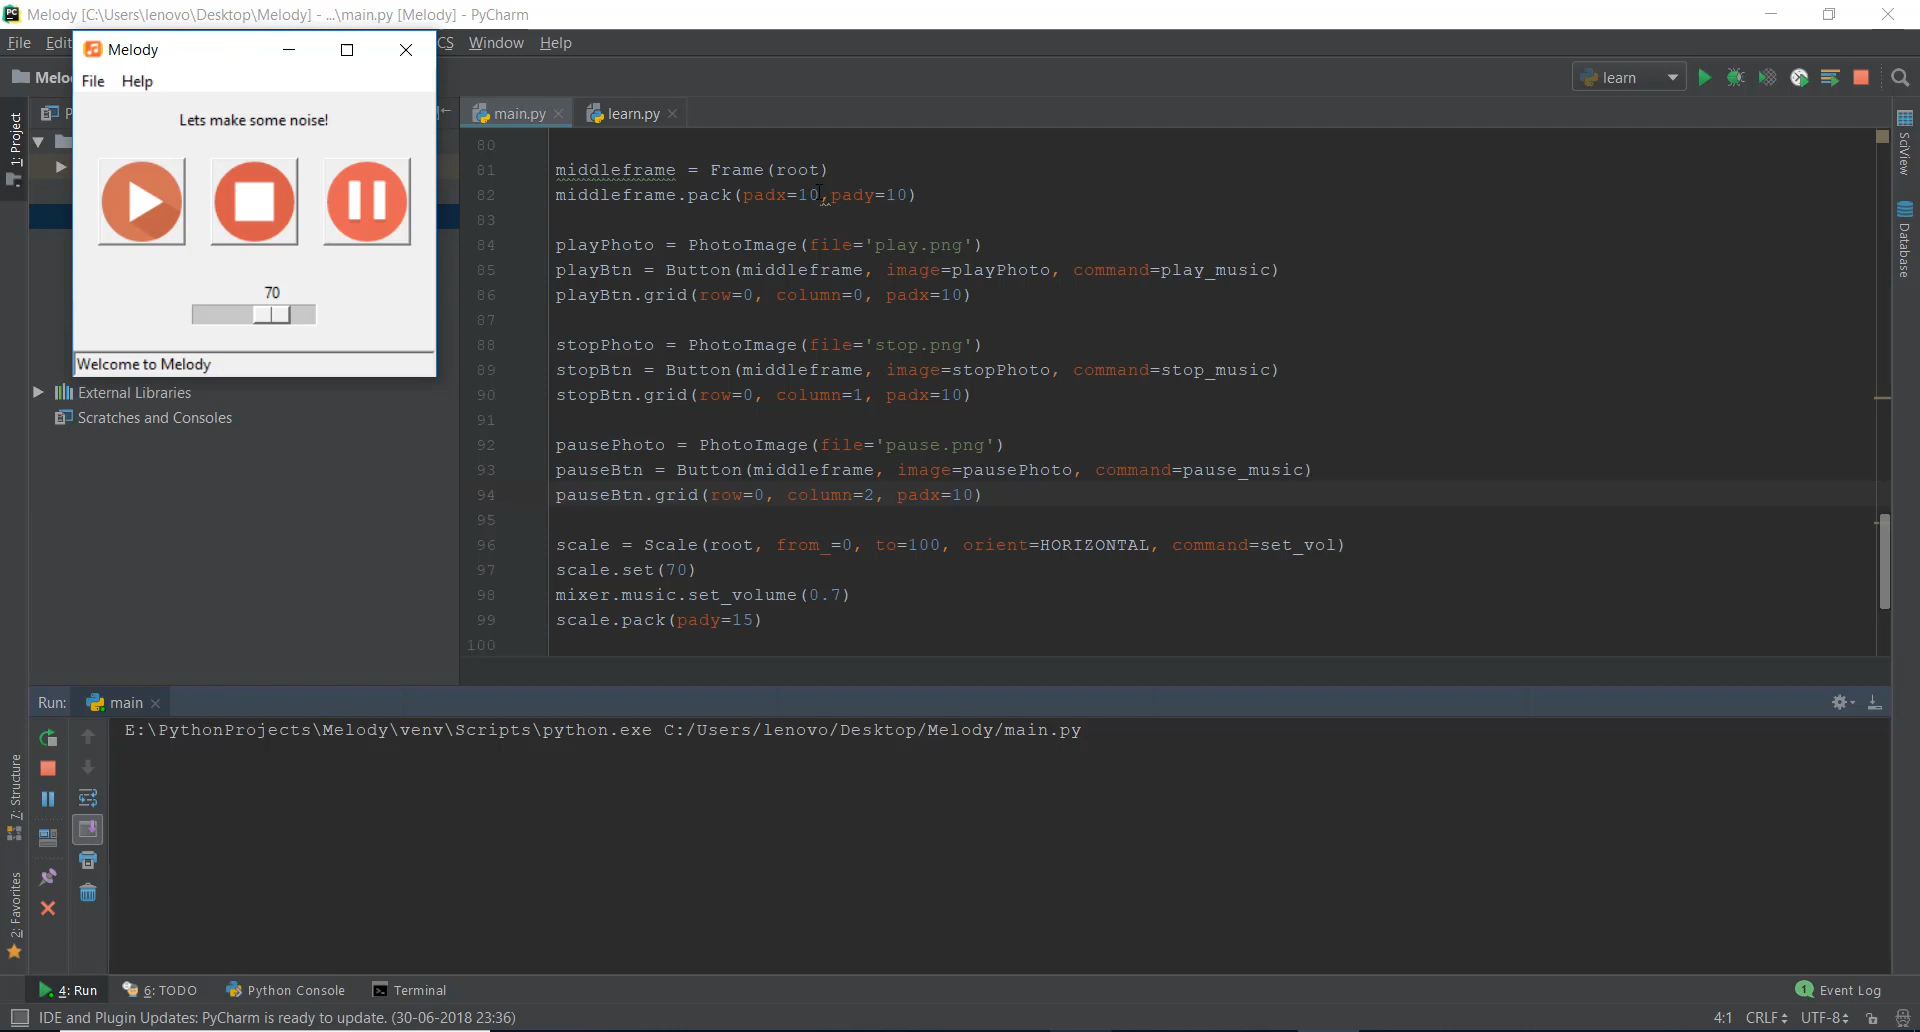 Melody [C:\Users\lenovo\Desktop\Melody] - ...\main.py [Melody] - PyCharm
File Edit CS Window Help
Melo
learn
Melody
File Help
Lets make some noise!
70
Welcome to Melody
1: Project
P
External Libraries
Scratches and Consoles
main.py learn.py
80
81 middleframe = Frame(root)
82 middleframe.pack(padx=10,pady=10)
83
84 playPhoto = PhotoImage(file='play.png')
85 playBtn = Button(middleframe, image=playPhoto, command=play_music)
86 playBtn.grid(row=0, column=0, padx=10)
87
88 stopPhoto = PhotoImage(file='stop.png')
89 stopBtn = Button(middleframe, image=stopPhoto, command=stop_music)
90 stopBtn.grid(row=0, column=1, padx=10)
91
92 pausePhoto = PhotoImage(file='pause.png')
93 pauseBtn = Button(middleframe, image=pausePhoto, command=pause_music)
94 pauseBtn.grid(row=0, column=2, padx=10)
95
96 scale = Scale(root, from_=0, to=100, orient=HORIZONTAL, command=set_vol)
97 scale.set(70)
98 mixer.music.set_volume(0.7)
99 scale.pack(pady=15)
100
SciView
Database
Run: main
E:\PythonProjects\Melody\venv\Scripts\python.exe C:/Users/lenovo/Desktop/Melody/main.py
7: Structure
2: Favorites
4: Run 6: TODO Python Console Terminal 1 Event Log
IDE and Plugin Updates: PyCharm is ready to update. (30-06-2018 23:36) 4:1 CRLF UTF-8